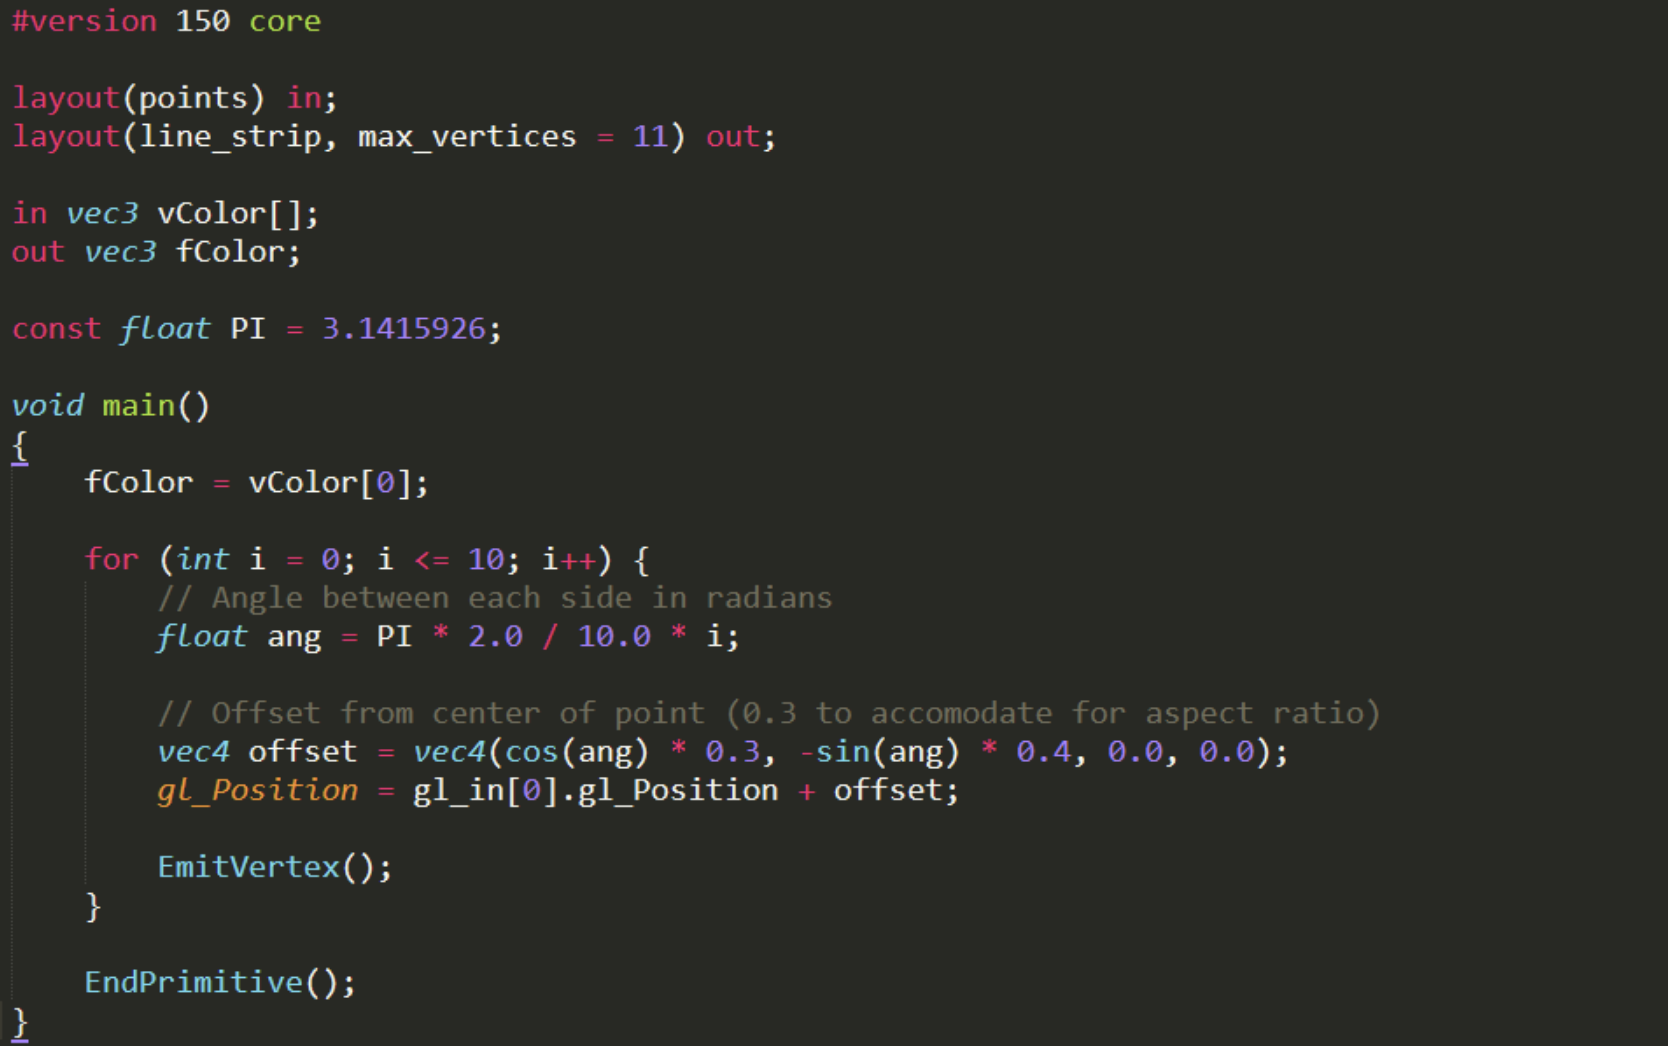 #version 150 core
layout(points) in;
layout(line_strip, max_vertices = 11) out;
in vec3 vColor[];
out vec3 fColor;
const float PI = 3.1415926;
void main()
{
    fColor = vColor[0];
    for (int i = 0; i <= 10; i++) {
        // Angle between each side in radians
        float ang = PI * 2.0 / 10.0 * i;
        // Offset from center of point (0.3 to accomodate for aspect ratio)
        vec4 offset = vec4(cos(ang) * 0.3, -sin(ang) * 0.4, 0.0, 0.0);
        gl_Position = gl_in[0].gl_Position + offset;
        EmitVertex();
    }
    EndPrimitive();
}